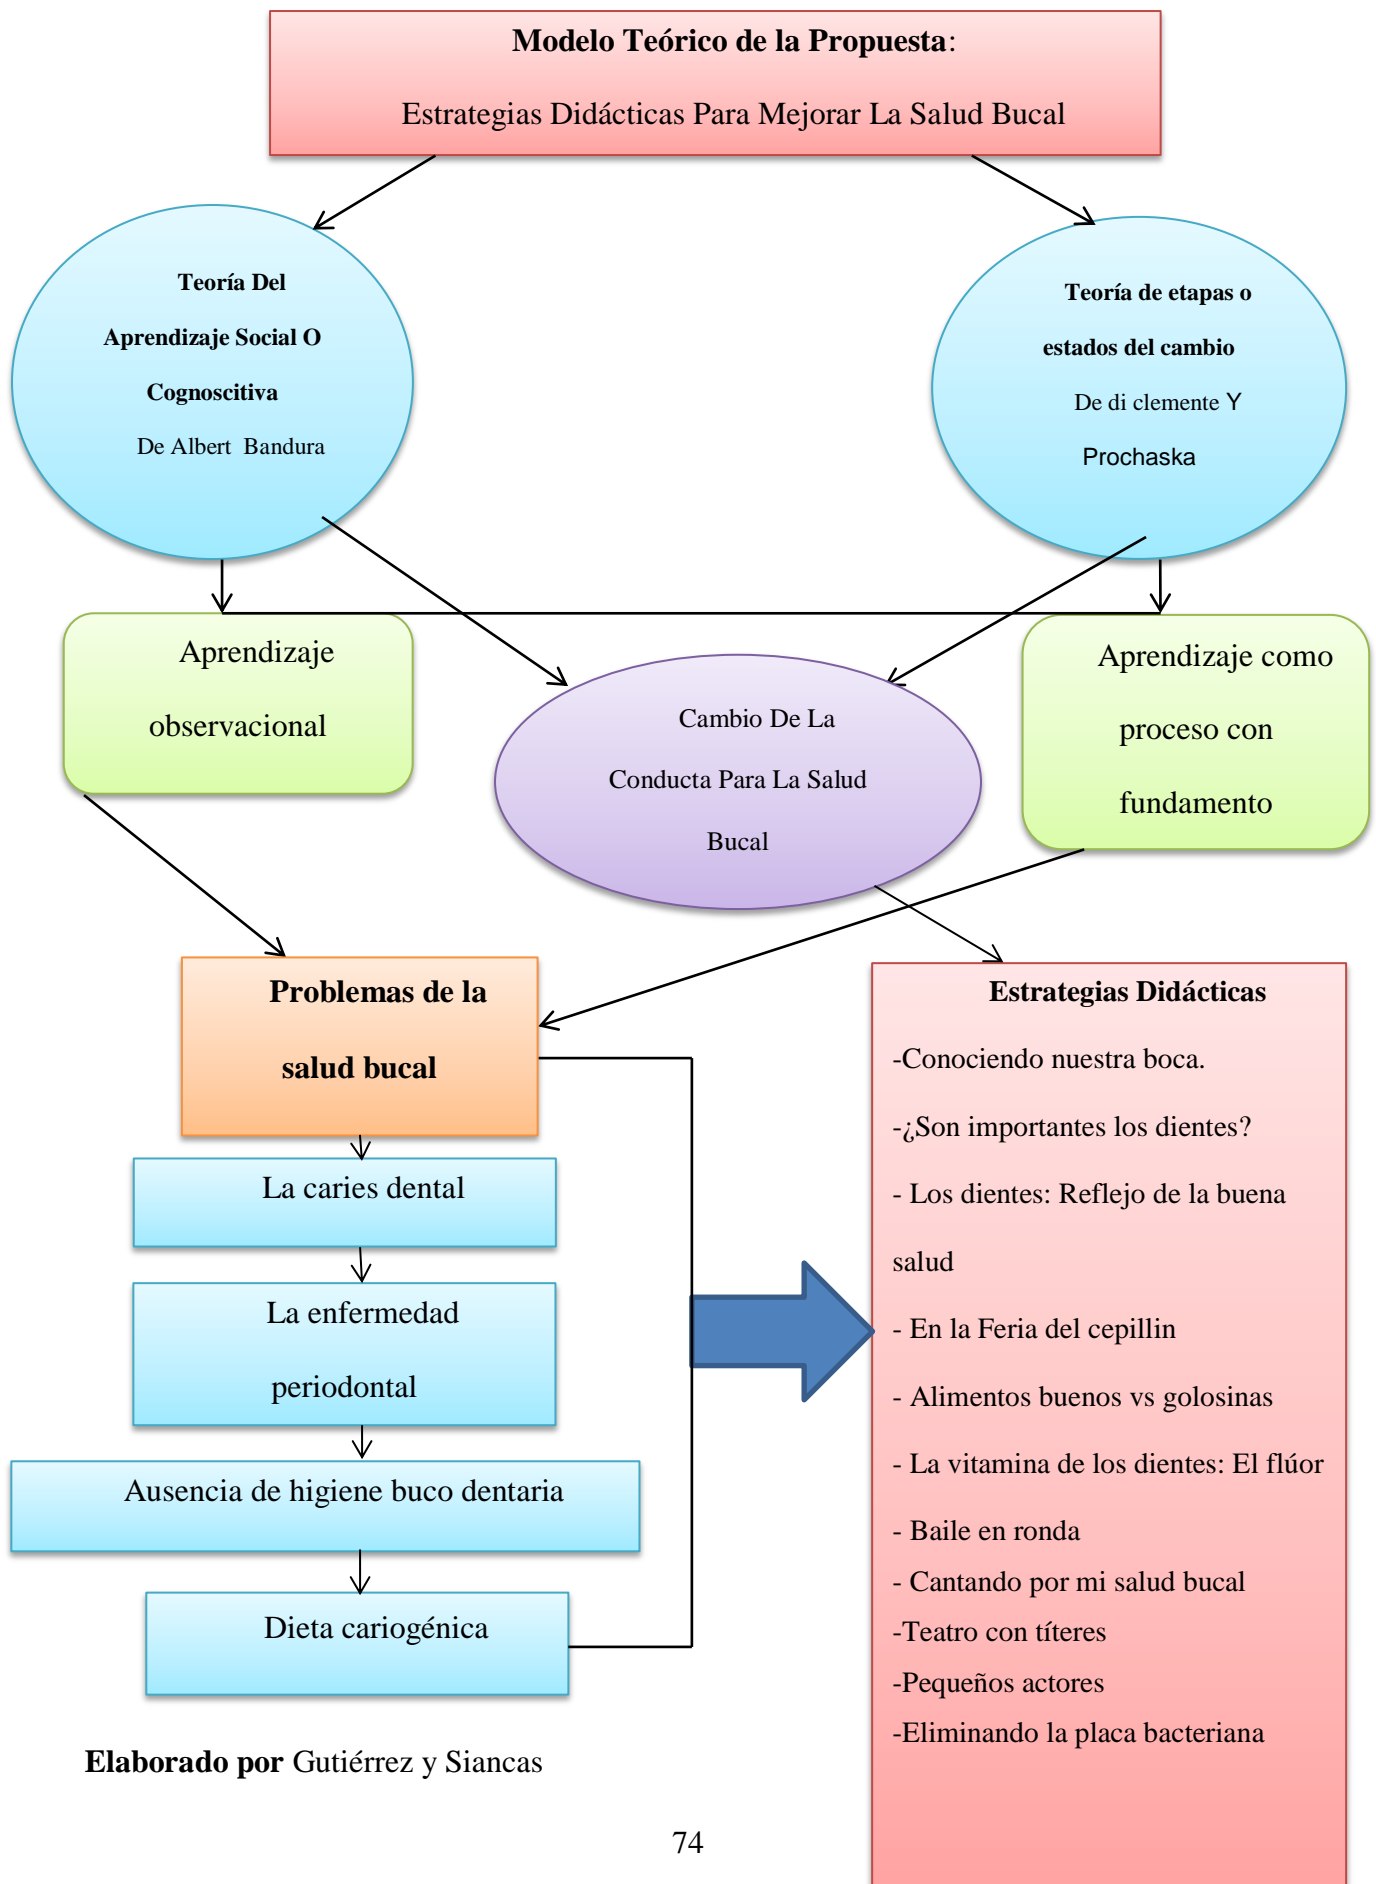 Modelo Teórico de la Propuesta:
Estrategias Didácticas Para Mejorar La Salud Bucal
Teoría Del
Aprendizaje Social O
Cognoscitiva
De Albert Bandura
Teoría de etapas o
estados del cambio
De di clemente Y
Prochaska
Aprendizaje
observacional
Cambio De La
Conducta Para La Salud
Bucal
Aprendizaje como
proceso con
fundamento
Problemas de la
salud bucal
La caries dental
La enfermedad
periodontal
Ausencia de higiene buco dentaria
Dieta cariogénica
Estrategias Didácticas
-Conociendo nuestra boca.
-¿Son importantes los dientes?
- Los dientes: Reflejo de la buena
salud
- En la Feria del cepillin
- Alimentos buenos vs golosinas
- La vitamina de los dientes: El flúor
- Baile en ronda
- Cantando por mi salud bucal
-Teatro con títeres
-Pequeños actores
-Eliminando la placa bacteriana
Elaborado por Gutiérrez y Siancas
74